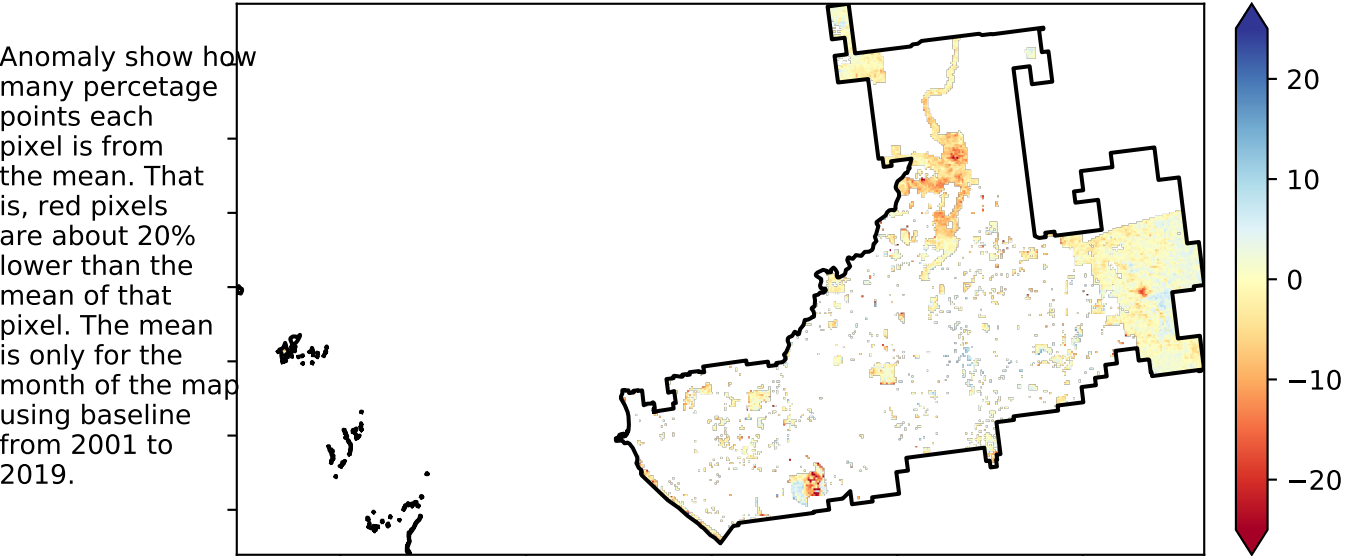 Anomaly show how
many percetage
points each
pixel is from
the mean. That
is, red pixels
are about 20%
lower than the
mean of that
pixel. The mean
is only for the
month of the map
using baseline
from 2001 to
2019.
20
10
0
−10
−20